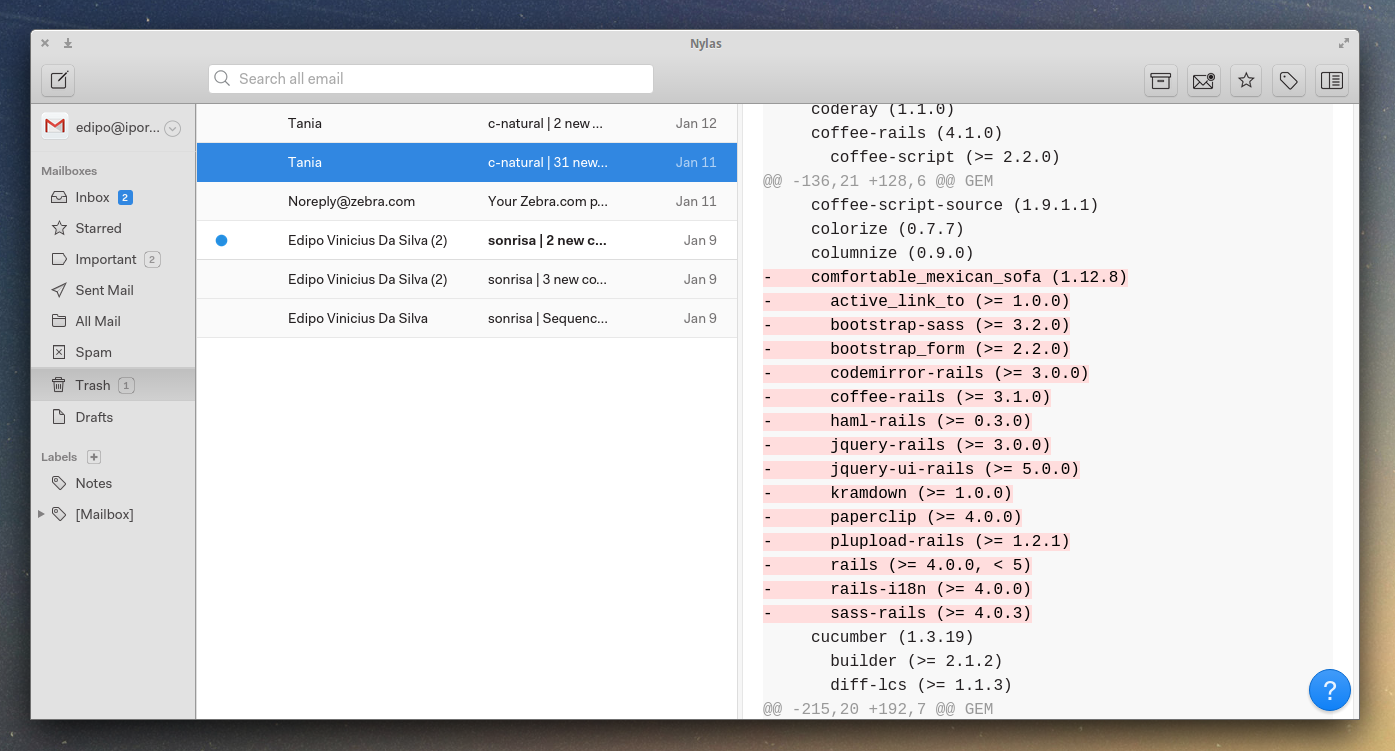 Nylas
Search all email
edipo@ipor...
Mailboxes
Inbox 2
Starred
Important 2
Sent Mail
All Mail
Spam
Trash 1
Drafts
Labels +
Notes
[Mailbox]
Tania c-natural | 2 new ... Jan 12
Tania c-natural | 31 new... Jan 11
Noreply@zebra.com Your Zebra.com p... Jan 11
Edipo Vinicius Da Silva (2) sonrisa | 2 new c... Jan 9
Edipo Vinicius Da Silva (2) sonrisa | 3 new co... Jan 9
Edipo Vinicius Da Silva sonrisa | Sequenc... Jan 9
coderay (1.1.0)
coffee-rails (4.1.0)
coffee-script (>= 2.2.0)
@@ -136,21 +128,6 @@ GEM
coffee-script-source (1.9.1.1)
colorize (0.7.7)
columnize (0.9.0)
- comfortable_mexican_sofa (1.12.8)
- active_link_to (>= 1.0.0)
- bootstrap-sass (>= 3.2.0)
- bootstrap_form (>= 2.2.0)
- codemirror-rails (>= 3.0.0)
- coffee-rails (>= 3.1.0)
- haml-rails (>= 0.3.0)
- jquery-rails (>= 3.0.0)
- jquery-ui-rails (>= 5.0.0)
- kramdown (>= 1.0.0)
- paperclip (>= 4.0.0)
- plupload-rails (>= 1.2.1)
- rails (>= 4.0.0, < 5)
- rails-i18n (>= 4.0.0)
- sass-rails (>= 4.0.3)
cucumber (1.3.19)
builder (>= 2.1.2)
diff-lcs (>= 1.1.3)
@@ -215,20 +192,7 @@ GEM
?